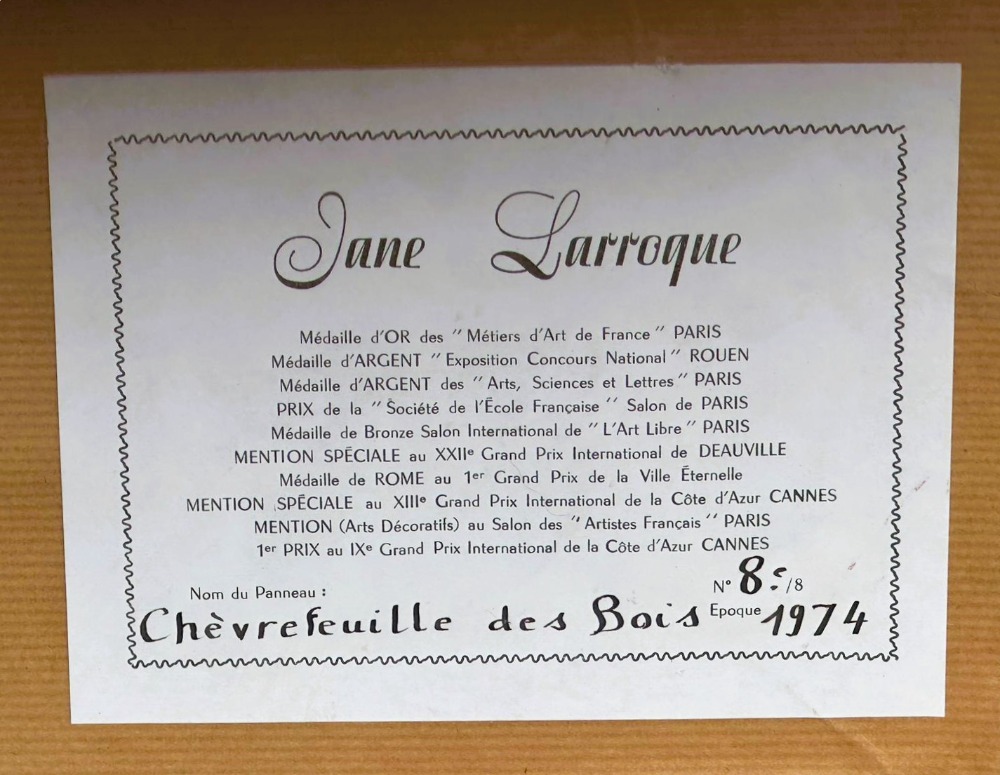 Jane Larroque
Médaille d'OR des "Métiers d'Art de France" PARIS
Médaille d'ARGENT "Exposition Concours National" ROUEN
Médaille d'ARGENT des "Arts, Sciences et Lettres" PARIS
PRIX de la "Société de l'École Française" Salon de PARIS
Médaille de Bronze Salon International de "L'Art Libre" PARIS
MENTION SPÉCIALE au XXIIe Grand Prix International de DEAUVILLE
Médaille de ROME au 1er Grand Prix de la Ville Éternelle
MENTION SPÉCIALE au XIIIe Grand Prix International de la Côte d'Azur CANNES
MENTION (Arts Décoratifs) au Salon des "Artistes Français" PARIS
1er PRIX au IXe Grand Prix International de la Côte d'Azur CANNES
Nom du Panneau : N° 8e/8
Chèvrefeuille des Bois Epoque 1974